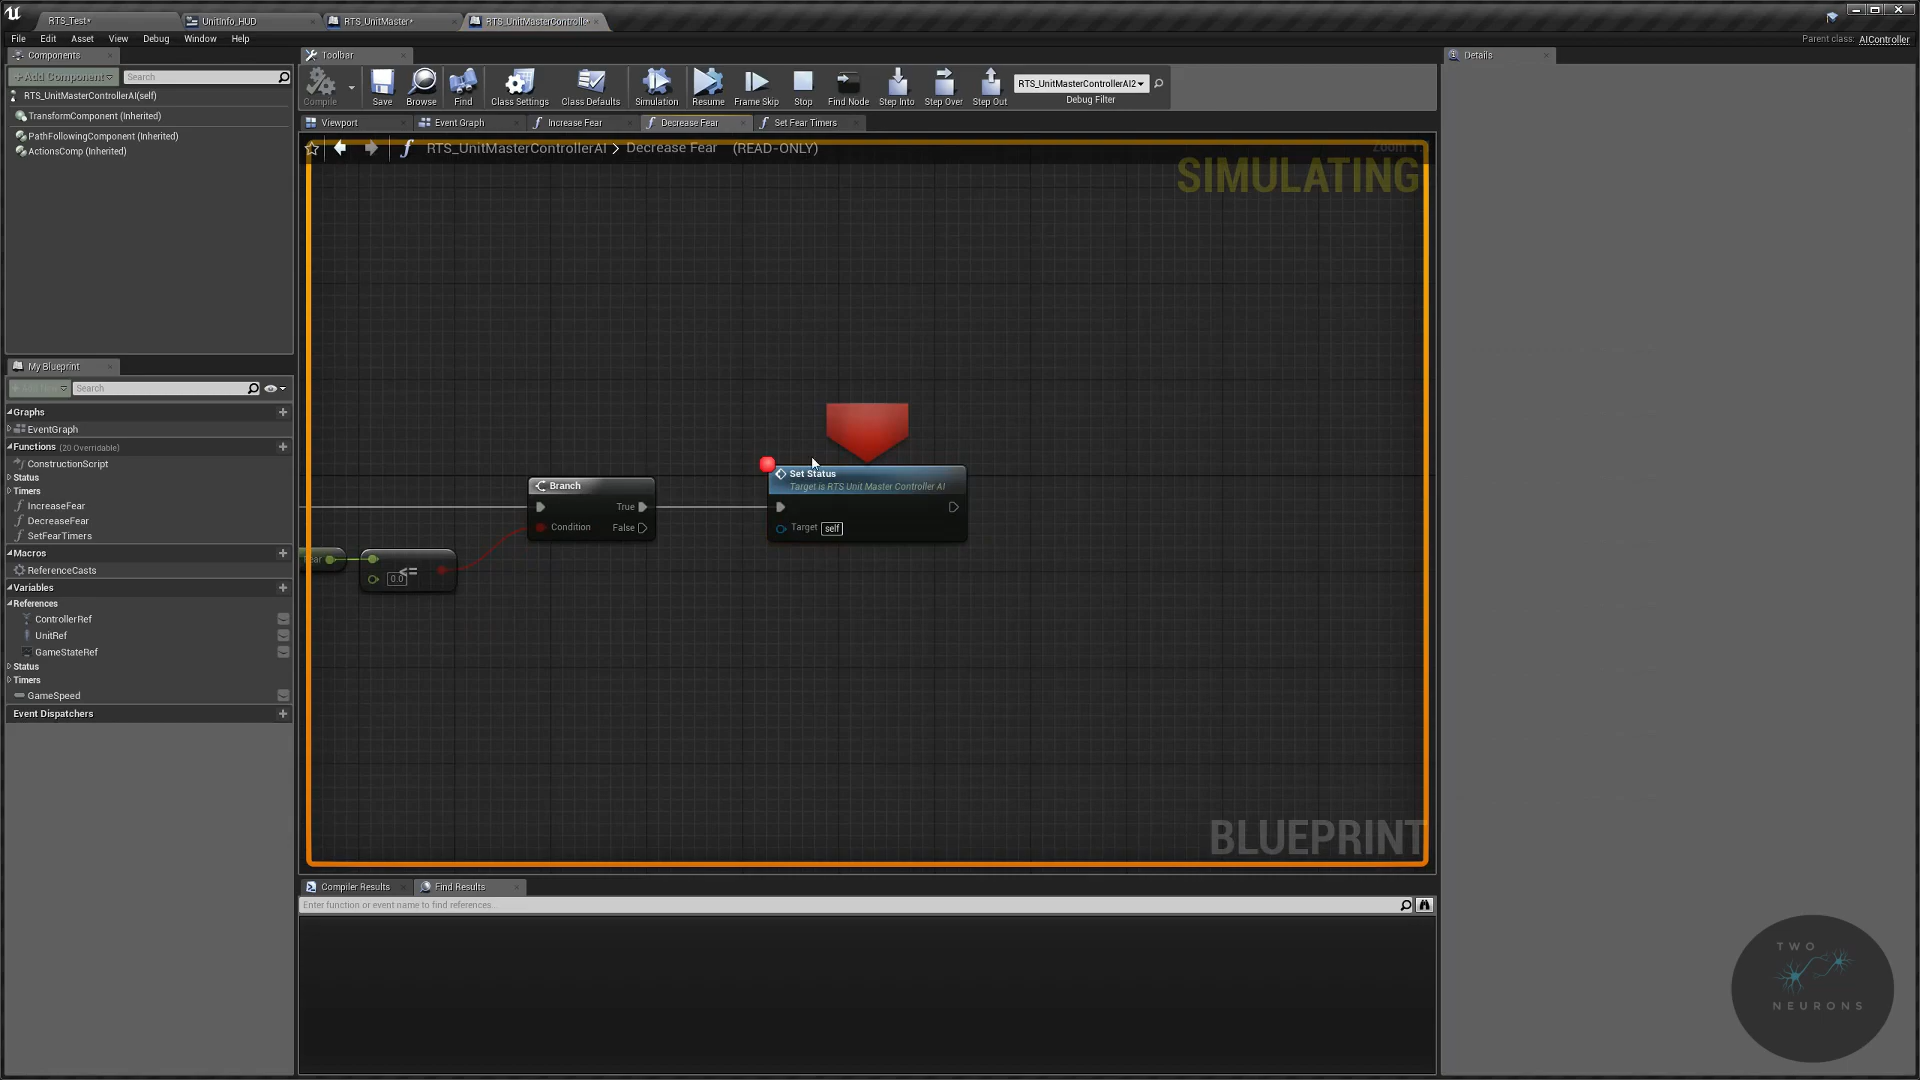 RTS_Test*
UnitInfo_HUD
RTS_UnitMaster*
RTS_UnitMasterController
File Edit Asset View Debug Window Help
Parent class: AIController
Components
+Add Component
Search
RTS_UnitMasterControllerAI(self)
TransformComponent (Inherited)
PathFollowingComponent (Inherited)
ActionsComp (Inherited)
My Blueprint
Search
Graphs
EventGraph
Functions (20 Overridable)
ConstructionScript
Status
Timers
IncreaseFear
DecreaseFear
SetFearTimers
Macros
ReferenceCasts
Variables
References
ControllerRef
UnitRef
GameStateRef
Status
Timers
GameSpeed
Event Dispatchers
Toolbar
Compile Save Browse Find Class Settings Class Defaults Simulation Resume Frame Skip Stop Find Node Step Into Step Over Step Out
RTS_UnitMasterControllerAI2
Debug Filter
Viewport
Event Graph
Increase Fear
Decrease Fear
Set Fear Timers
RTS_UnitMasterControllerAI > Decrease Fear (READ-ONLY)
SIMULATING
Set Status
Target is RTS Unit Master Controller AI
Target self
Branch
True
Condition
False
0.0
<=
BLUEPRINT
Compiler Results
Find Results
Enter function or event name to find references...
Details
TWO
NEURONS